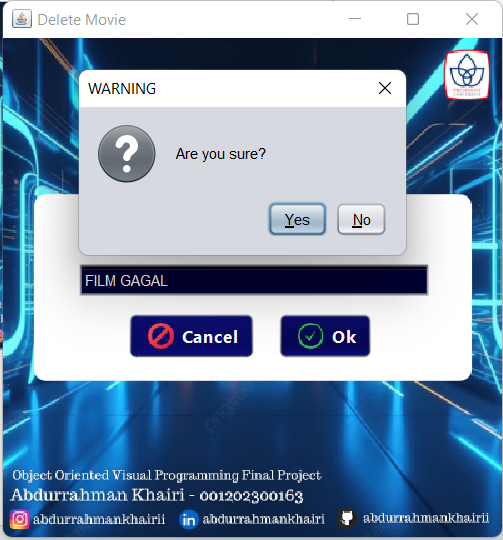 Delete Movie
WARNING
Are you sure?
Yes No
FILM GAGAL
Cancel Ok
Object Oriented Visual Programming Final Project
Abdurrahman Khairi - 001202300163
abdurrahmankhairii abdurrahmankhairi abdurrahmankhairii